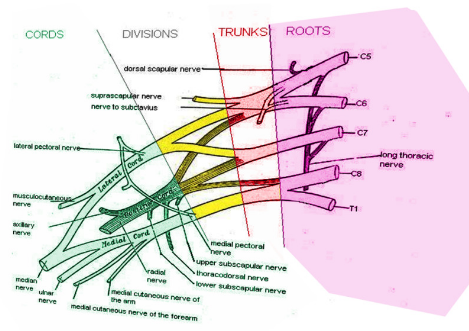 CORDS
DIVISIONS
TRUNKS
ROOTS
dorsal scapular nerve
C5
suprascapular nerve
nerve to subclavius
C6
C7
lateral pectoral nerve
long thoracic
nerve
Lateral Cord
C8
musculocutaneous
nerve
T1
axillary
nerve
Medial Cord
medial pectoral
nerve
upper subscapular nerve
thoracodorsal nerve
lower subscapular nerve
radial
nerve
median
nerve
ulnar
nerve
medial cutaneous nerve of
the arm
medial cutaneous nerve of the forearm